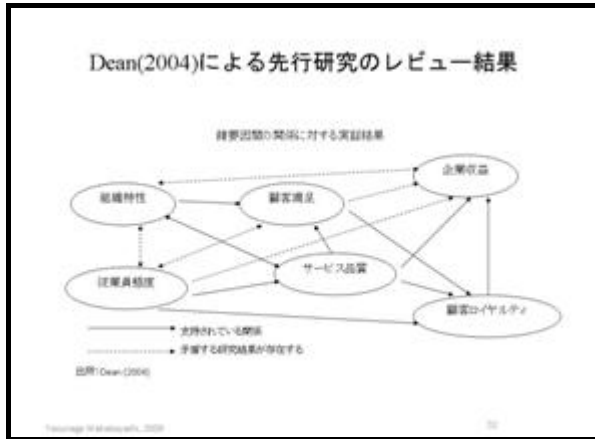 Dean(2004)による先行研究のレビュー結果
諸要因間の関係に対する実証結果
企業収益
組織特性
顧客満足
サービス品質
従業員態度
顧客ロイヤルティ
支持されている関係
矛盾する研究結果が存在する
出所:Dean (2004)